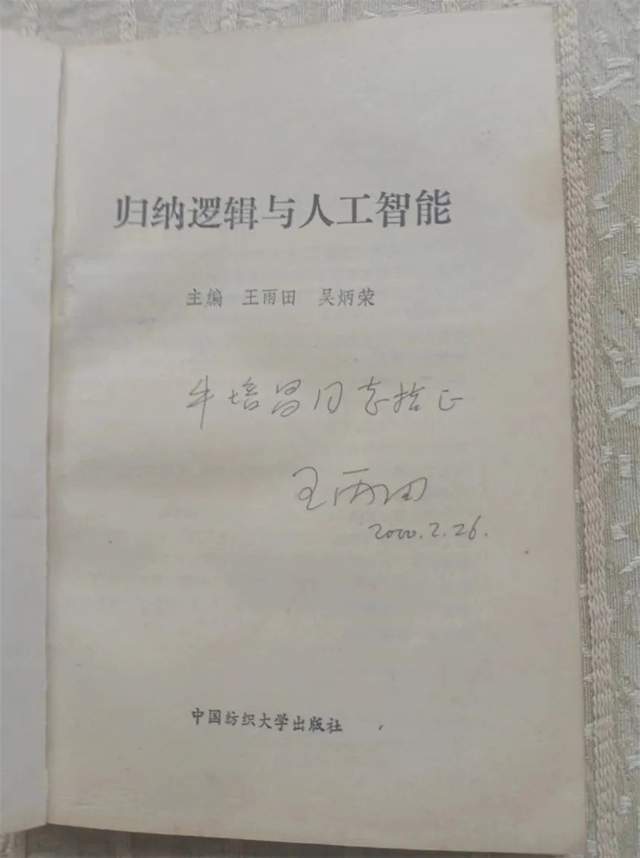 归纳逻辑与人工智能
主编 王雨田 吴炳荣
牛培昌同志指正
王雨田
2000.2.26.
中国纺织大学出版社